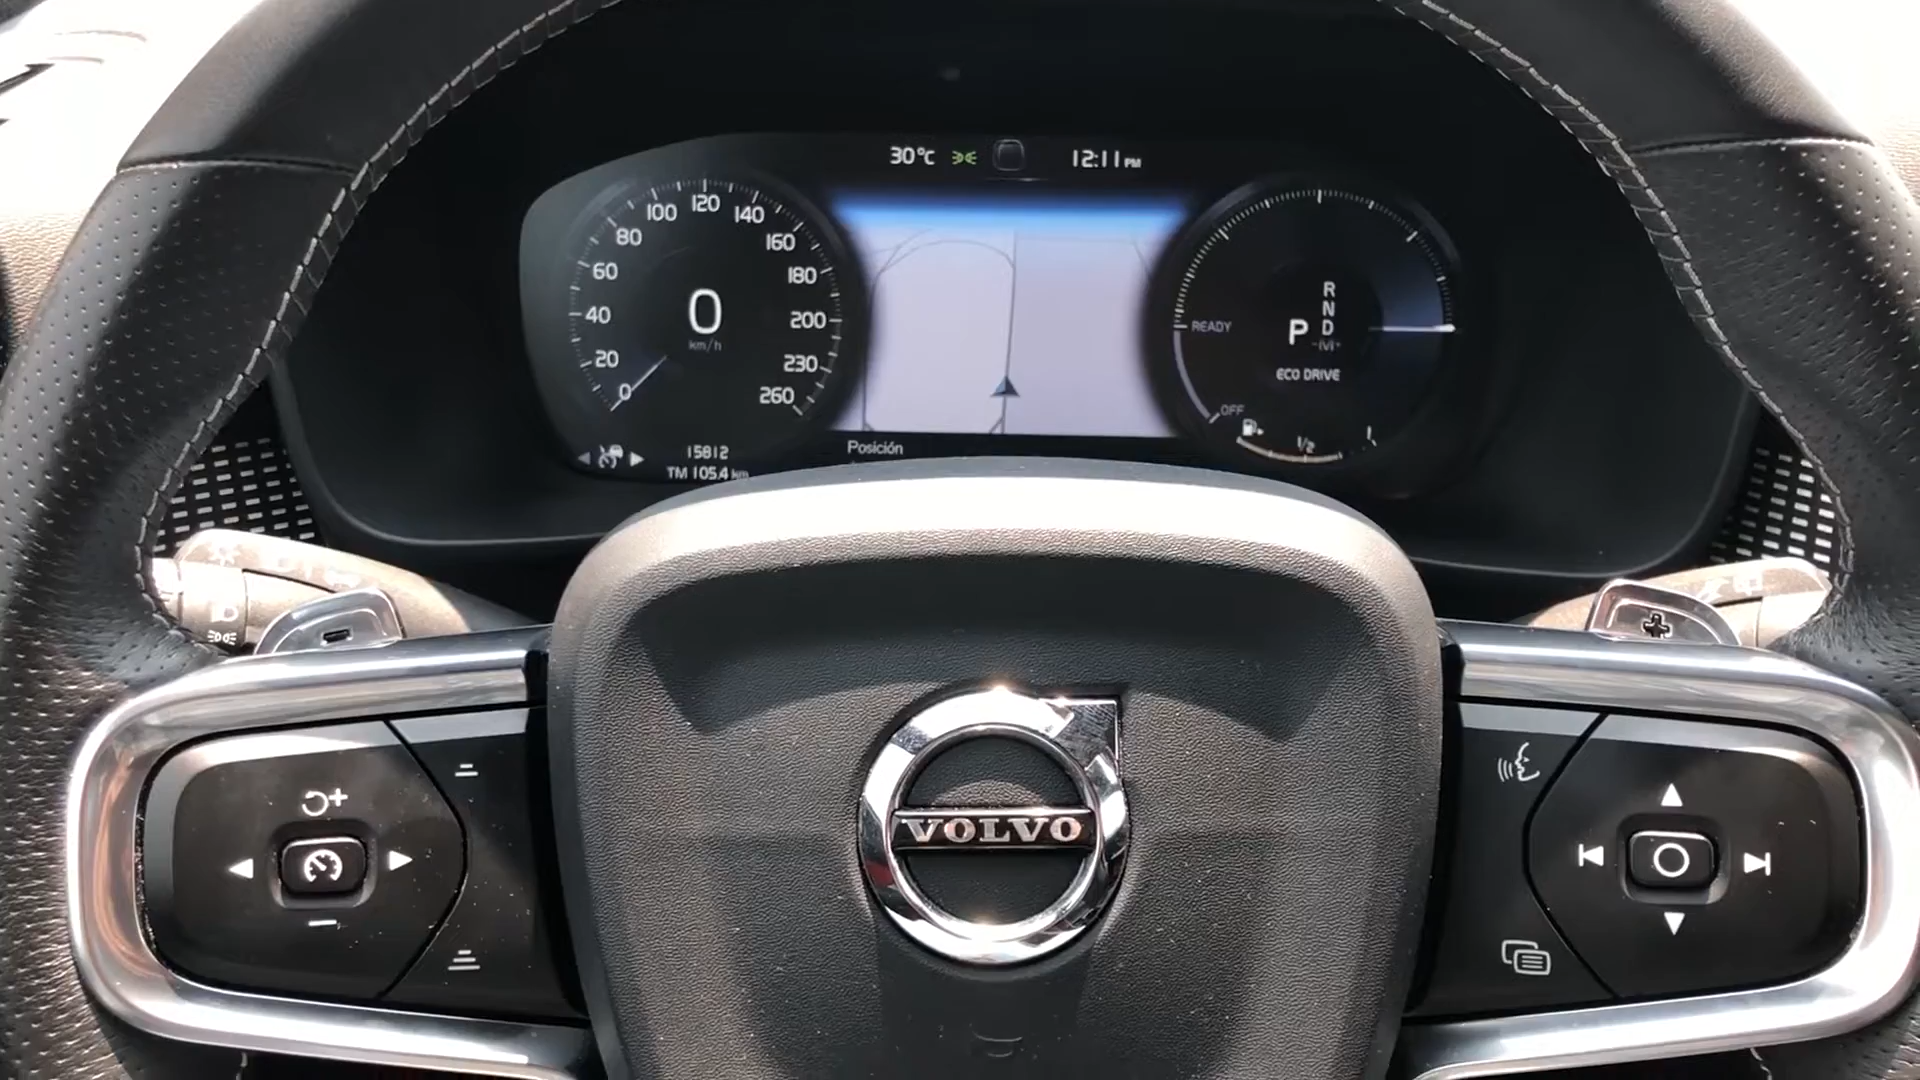 30°C 12:11 PM
0
20
40
60
80
100
120
140
160
180
200
230
260
0
km/h
15812
TM 105.4 km
Posición
READY
OFF
R
N
P D
-M+
ECO DRIVE
1/2
VOLVO